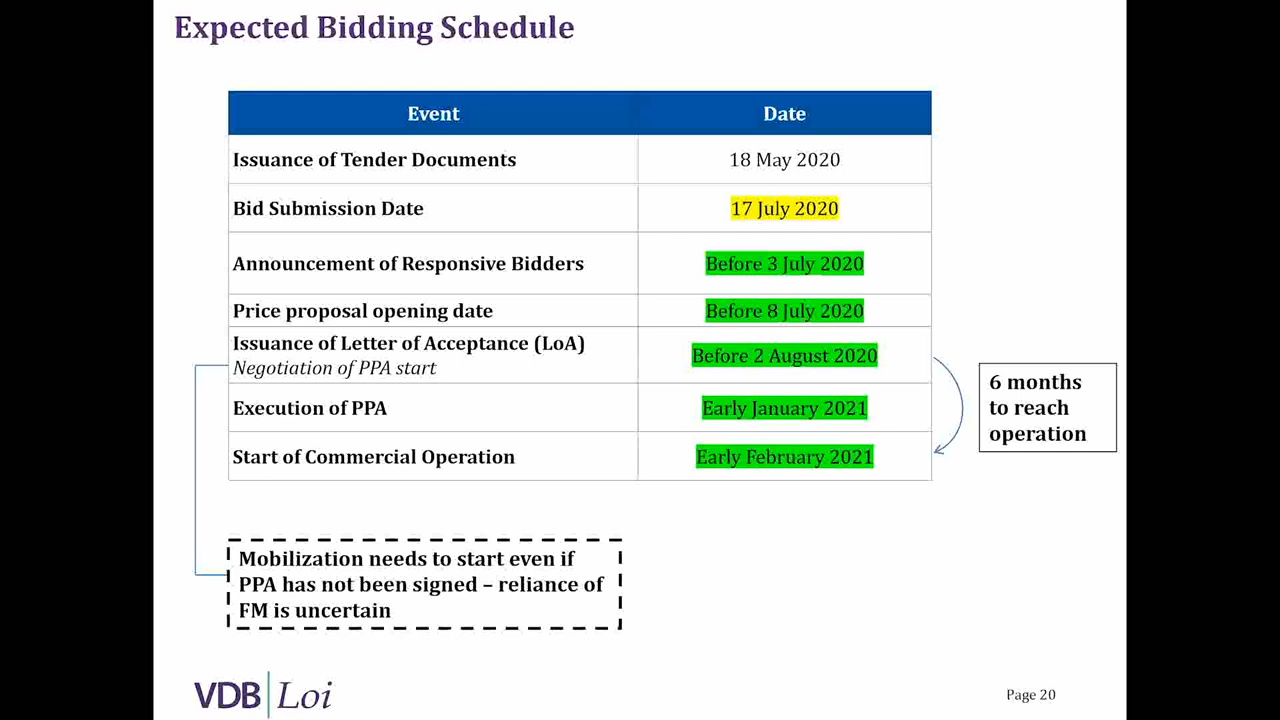 Expected Bidding Schedule
Event Date
Issuance of Tender Documents 18 May 2020
Bid Submission Date 17 July 2020
Announcement of Responsive Bidders Before 3 July 2020
Price proposal opening date Before 8 July 2020
Issuance of Letter of Acceptance (LoA)
Negotiation of PPA start
Before 2 August 2020
Execution of PPA Early January 2021
Start of Commercial Operation Early February 2021
6 months
to reach
operation
Mobilization needs to start even if
PPA has not been signed – reliance of
FM is uncertain
VDB Loi
Page 20